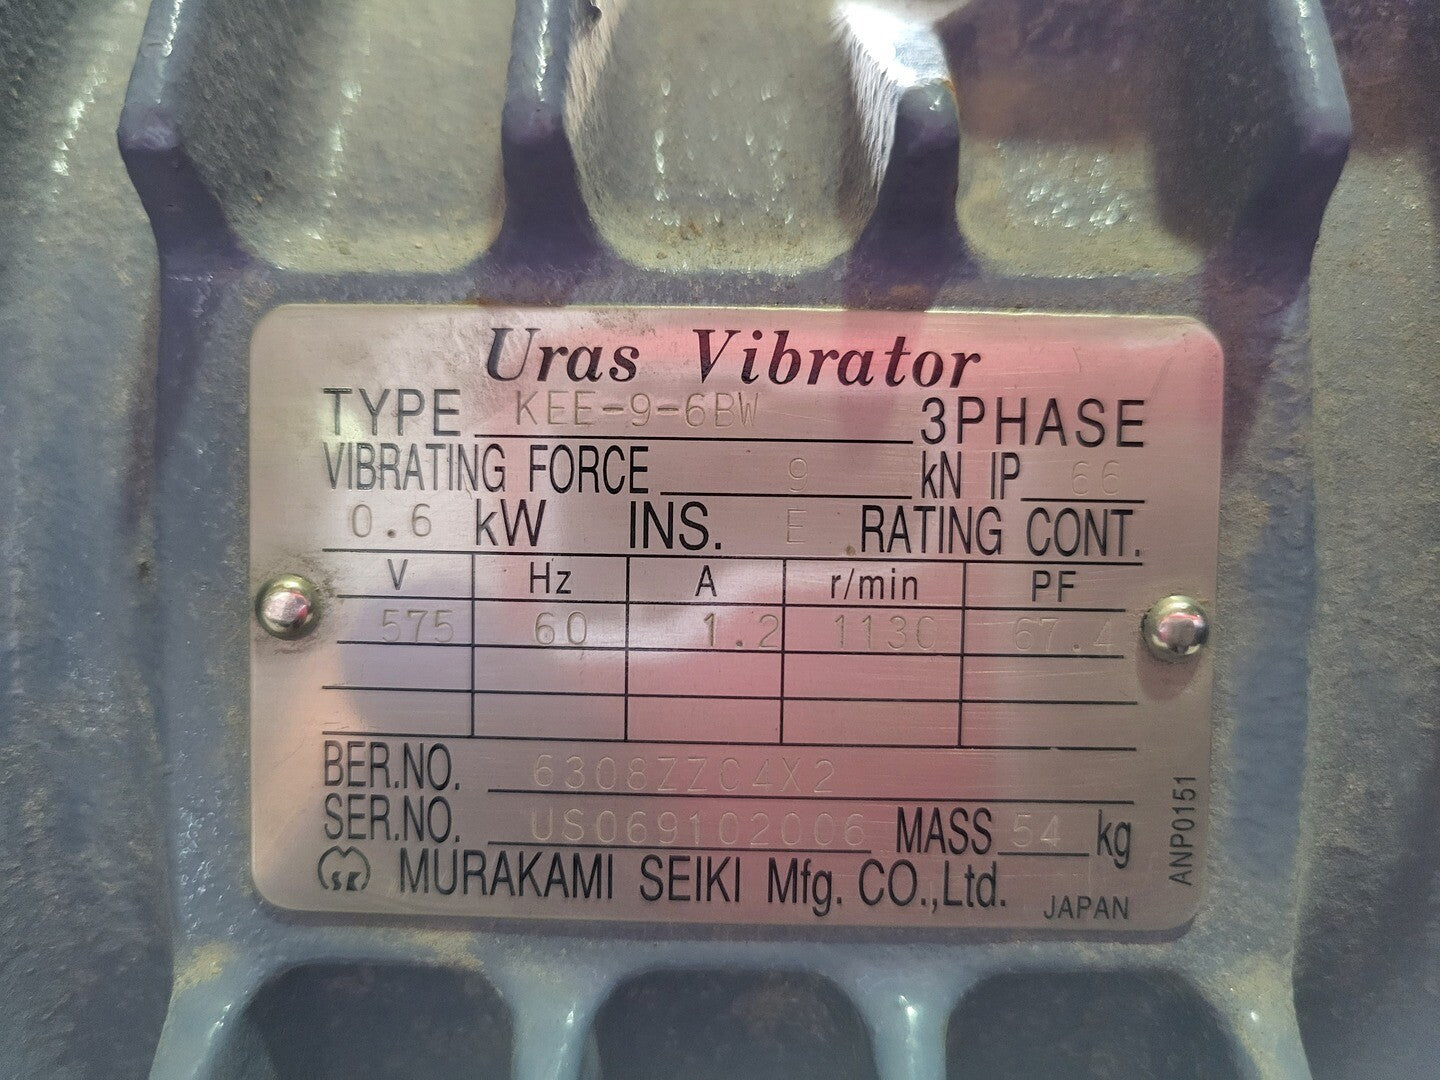 Uras Vibrator
TYPE KEE-9-6BW 3PHASE
VIBRATING FORCE 9 kN IP 66
0.6 kW INS. E RATING CONT.
V Hz A r/min PF
575 60 1.2 1130 67.4
BER.NO. 6308ZZC4X2
SER.NO. US069102006 MASS 54 kg
MSK MURAKAMI SEIKI Mfg. CO.,Ltd. JAPAN
ANP0151